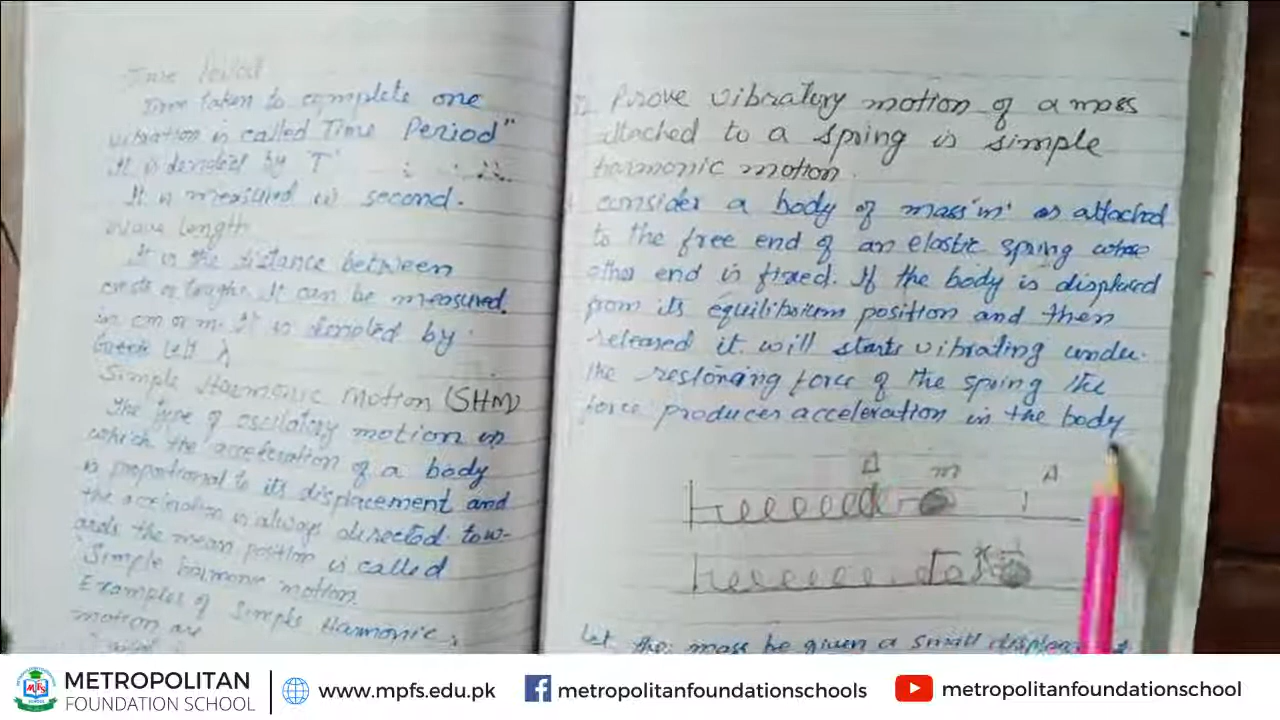 Time Period
Time taken to complete one
vibration is called Time Period"
It is denoted by 'T'
It is measured in second.
Wave length
It is the distance between
crests or toughs. It can be measured.
in cm or m. It is denoted by
Greek Lett λ
Simple Harmonic Motion (SHM)
The type of oscilatory motion in
which the acceleration of a body
is proportional to its displacement and
the acc is always directed tow-
ards the mean position is called
Simple harmonic motion.
Examples of Simple Harmonic
motion are
Prove vibratory motion of a mass
attached to a spring is simple
harmonic motion.
consider a body of mass 'm' as attached
to the free end of an elastic spring whose
other end is fixed. If the body is displaced
from its equilibrium position and then
released it will starts vibrating under
the restoring force of the spring the
force produces acceleration in the body
m A
Let the mass be given a small
METROPOLITAN
FOUNDATION SCHOOL
www.mpfs.edu.pk
metropolitanfoundationschools
metropolitanfoundationschool